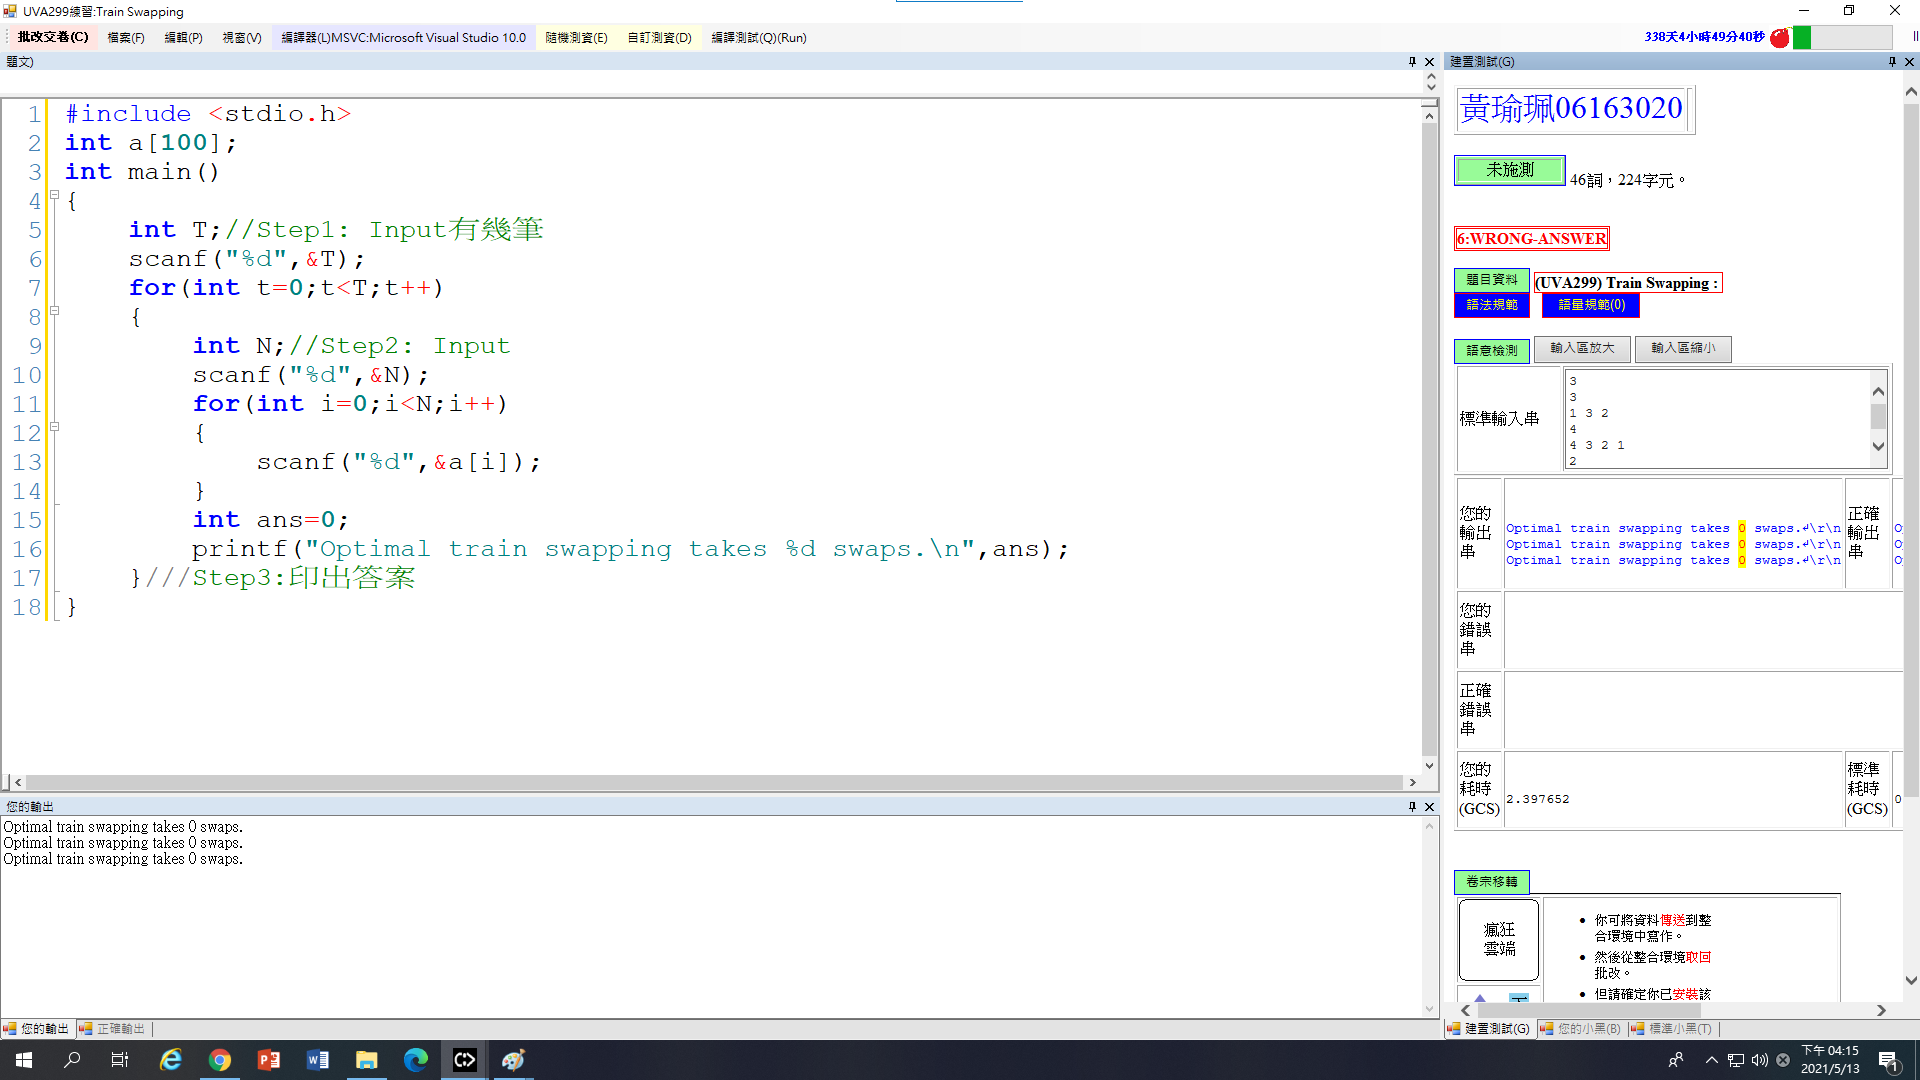 UVA299練習:Train Swapping
批改交卷(C) 檔案(F) 編輯(P) 視窗(V) 編譯器(L)MSVC:Microsoft Visual Studio 10.0 隨機測資(E) 自訂測資(D) 編譯測試(Q)(Run)
338天4小時49分40秒
題文)
1 #include <stdio.h>
2 int a[100];
3 int main()
4 {
5 int T;//Step1: Input有幾筆
6 scanf("%d",&T);
7 for(int t=0;t<T;t++)
8 {
9 int N;//Step2: Input
10 scanf("%d",&N);
11 for(int i=0;i<N;i++)
12 {
13 scanf("%d",&a[i]);
14 }
15 int ans=0;
16 printf("Optimal train swapping takes %d swaps.\n",ans);
17 }///Step3:印出答案
18 }
您的輸出
Optimal train swapping takes 0 swaps.
Optimal train swapping takes 0 swaps.
Optimal train swapping takes 0 swaps.
您的輸出 正確輸出
建置測試(G)
黃瑜珮06163020
未施測 46詞，224字元。
6:WRONG-ANSWER
題目資料 (UVA299) Train Swapping :
語法規範 語量規範(0)
語意檢測 輸入區放大 輸入區縮小
標準輸入串
3
3
1 3 2
4
4 3 2 1
2
您的
輸出
串
Optimal train swapping takes 0 swaps.↲\r\n
Optimal train swapping takes 0 swaps.↲\r\n
Optimal train swapping takes 0 swaps.↲\r\n
正確
輸出
串
您的
錯誤
串
正確
錯誤
串
您的
耗時
(GCS)
2.397652
標準
耗時
(GCS)
0
卷宗移轉
瘋狂
雲端
• 你可將資料傳送到整
合環境中寫作。
• 然後從整合環境取回
批改。
• 但請確定你已安裝該
建置測試(G) 您的小黑(B) 標準小黑(T)
下午 04:15
2021/5/13
1